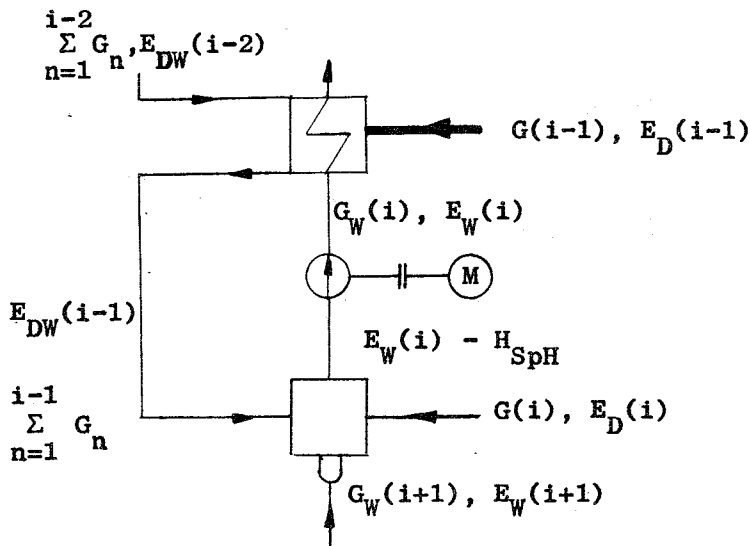 i-2
Σ G_n, E_DW(i-2)
n=1
G(i-1), E_D(i-1)
G_W(i), E_W(i)
M
E_DW(i-1)
E_W(i) - H_SpH
i-1
Σ G_n
n=1
G(i), E_D(i)
G_W(i+1), E_W(i+1)